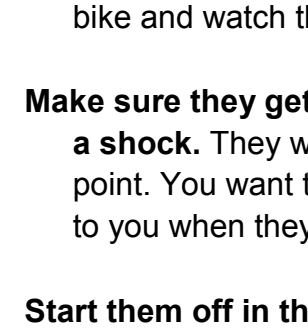 bike and watch th
Make sure they get
a shock. They w
point. You want t
to you when they
Start them off in th